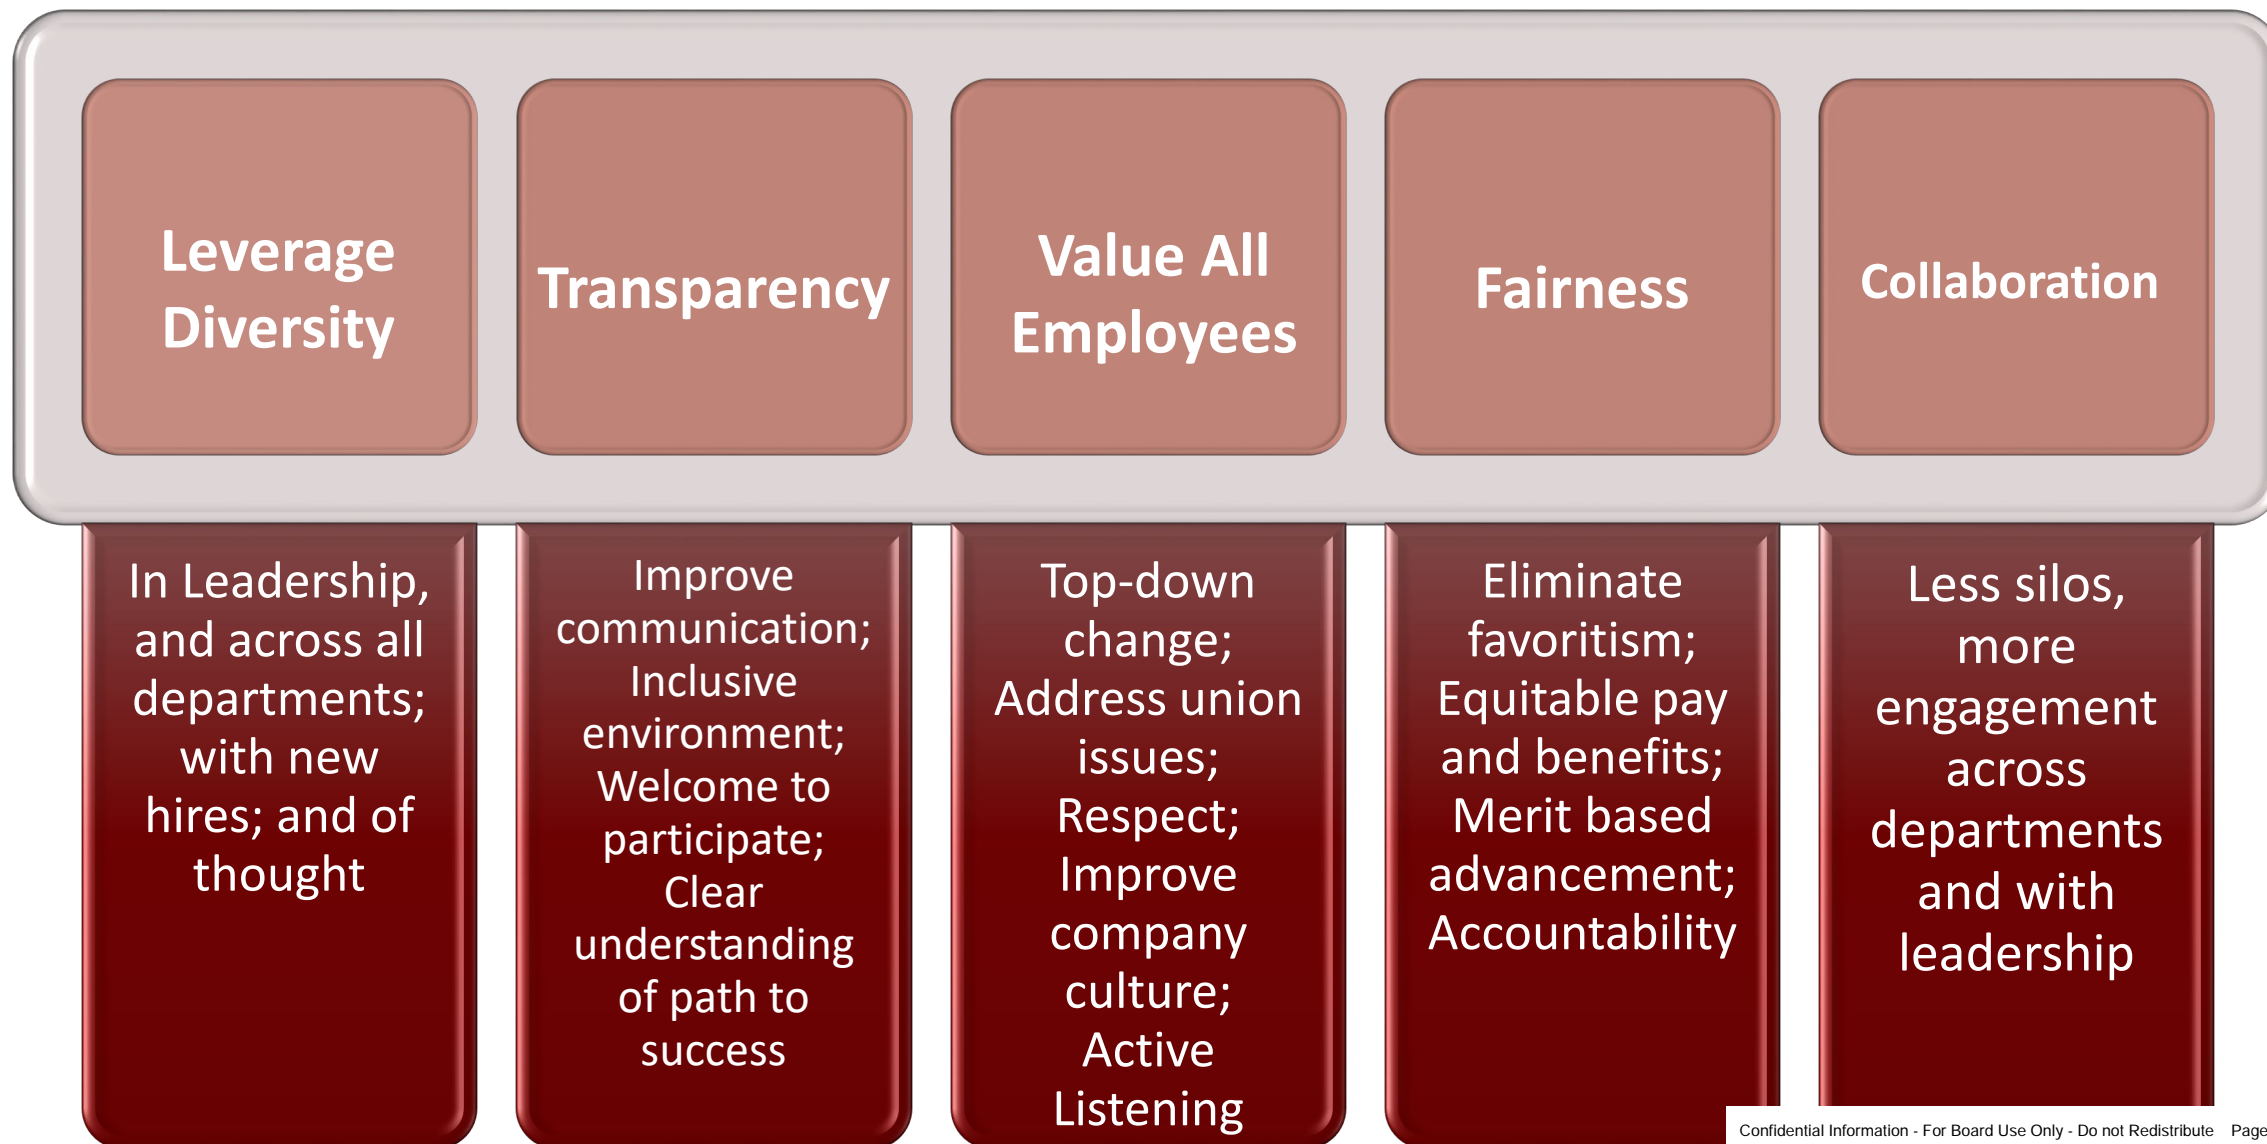 Leverage
Diversity
Transparency
Value All
Employees
Fairness
Collaboration
In Leadership,
and across all
departments;
with new
hires; and of
thought
Improve
communication;
Inclusive
environment;
Welcome to
participate;
Clear
understanding
of path to
success
Top-down
change;
Address union
issues;
Respect;
Improve
company
culture;
Active
Listening
Eliminate
favoritism;
Equitable pay
and benefits;
Merit based
advancement;
Accountability
Less silos,
more
engagement
across
departments
and with
leadership
Confidential Information - For Board Use Only - Do not Redistribute Page